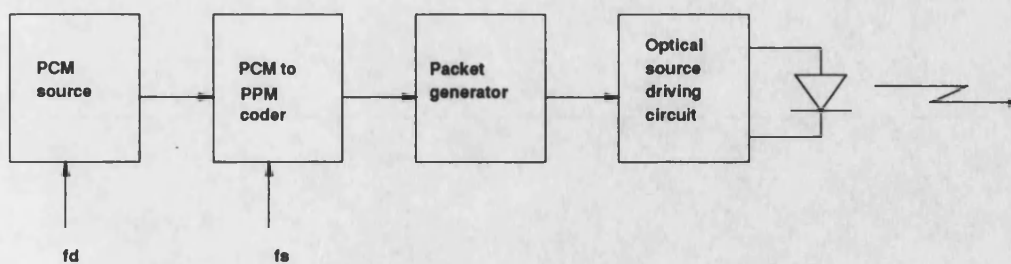 PCM
source
PCM to
PPM
coder
Packet
generator
Optical
source
driving
circuit
fd
fs